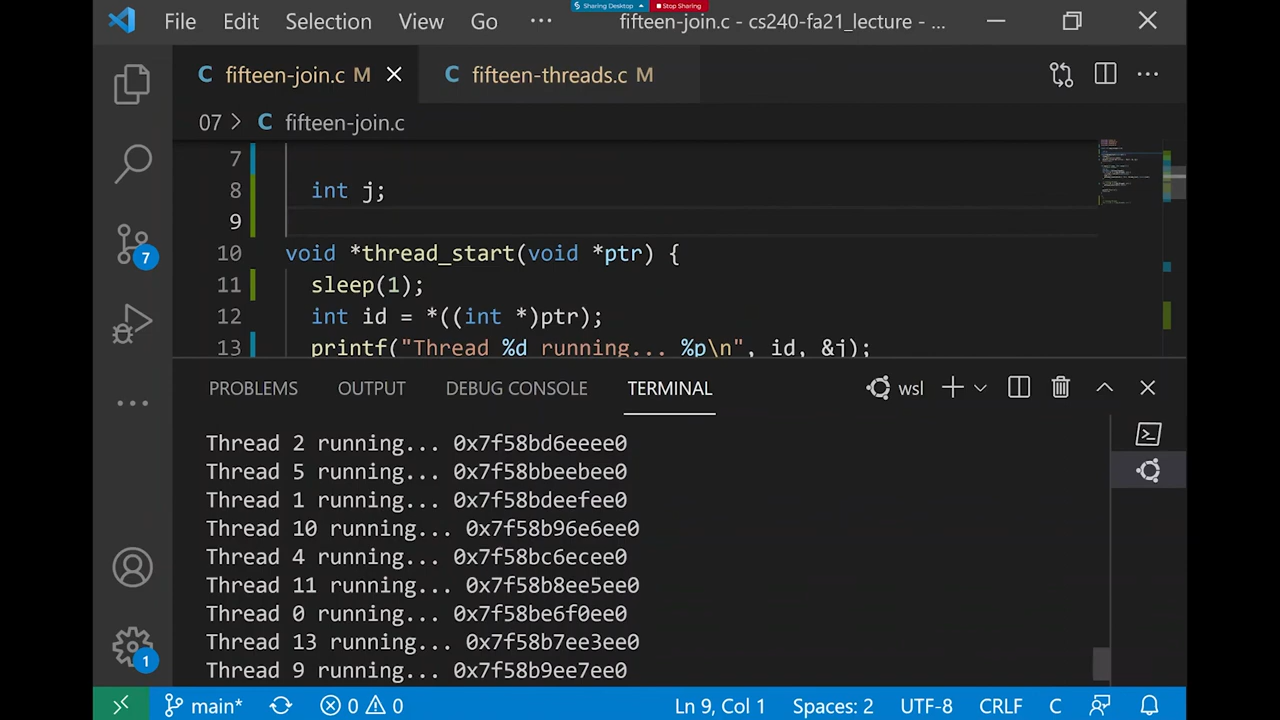 Sharing Desktop Stop Sharing
File Edit Selection View Go ··· fifteen-join.c - cs240-fa21_lecture - ...
C fifteen-join.c M C fifteen-threads.c M
07 > C fifteen-join.c
7
8 int j;
9
10 void *thread_start(void *ptr) {
11 sleep(1);
12 int id = *((int *)ptr);
13 printf("Thread %d running... %p\n", id, &j);
7
PROBLEMS OUTPUT DEBUG CONSOLE TERMINAL wsl
Thread 2 running... 0x7f58bd6eeee0
Thread 5 running... 0x7f58bbeebee0
Thread 1 running... 0x7f58bdeefee0
Thread 10 running... 0x7f58b96e6ee0
Thread 4 running... 0x7f58bc6ecee0
Thread 11 running... 0x7f58b8ee5ee0
Thread 0 running... 0x7f58be6f0ee0
Thread 13 running... 0x7f58b7ee3ee0
Thread 9 running... 0x7f58b9ee7ee0
1
main* 0 0 Ln 9, Col 1 Spaces: 2 UTF-8 CRLF C